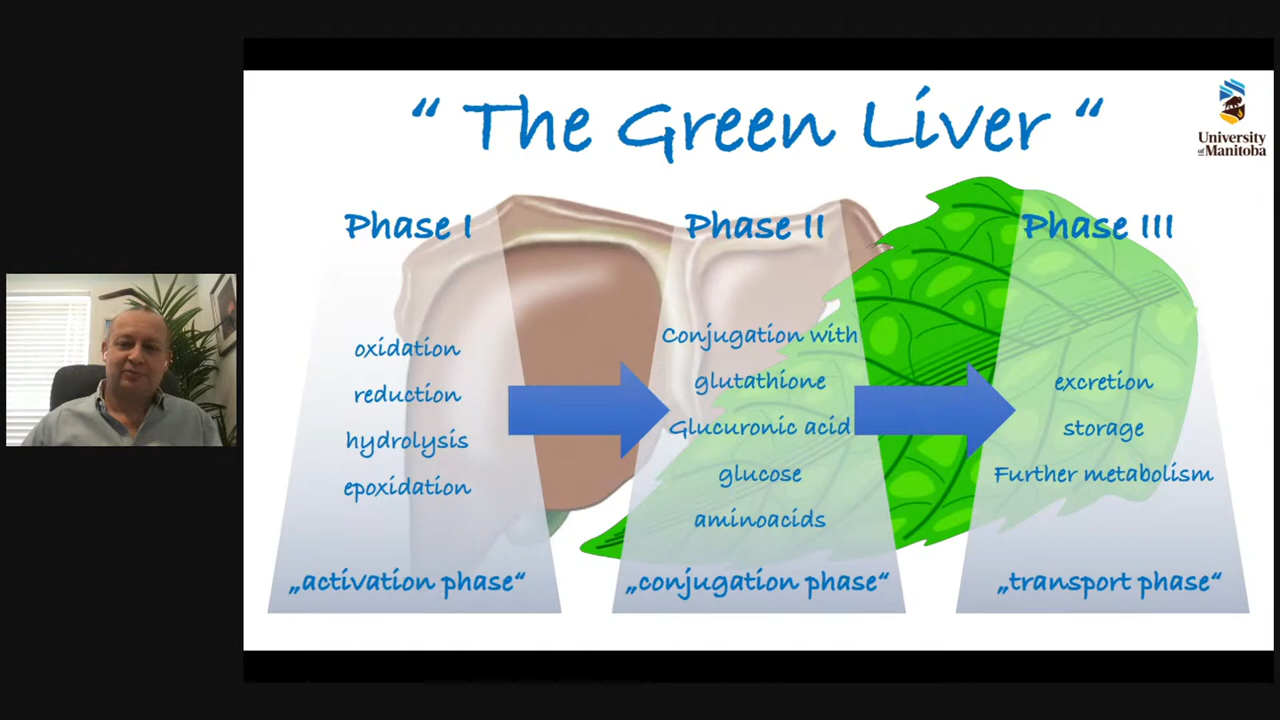 “ The Green Liver “
University
of Manitoba
Phase I
oxidation
reduction
hydrolysis
epoxidation
„activation phase“
Phase II
Conjugation with
glutathione
Glucuronic acid
glucose
aminoacids
„conjugation phase“
Phase III
excretion
storage
Further metabolism
„transport phase“